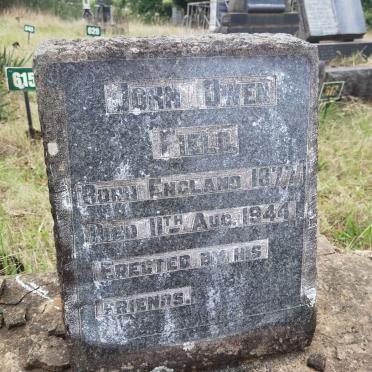 JOHN OWEN
FIELD
BORN ENGLAND 1877
DIED 11TH AUG. 1944
ERECTED BY HIS
FRIENDS.
615